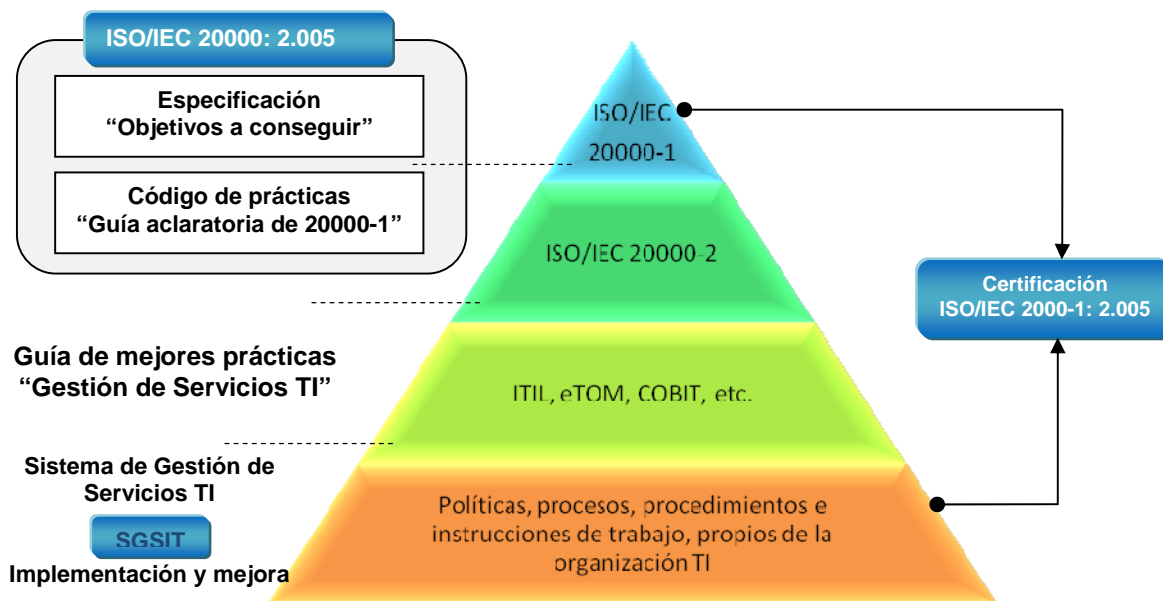 ISO/IEC 20000: 2.005
Especificación
“Objetivos a conseguir”
Código de prácticas
“Guía aclaratoria de 20000-1”
Guía de mejores prácticas
“Gestión de Servicios TI”
Sistema de Gestión de
Servicios TI
SGSIT
Implementación y mejora
ISO/IEC
20000-1
ISO/IEC 20000-2
ITIL, eTOM, COBIT, etc.
Políticas, procesos, procedimientos e
instrucciones de trabajo, propios de la
organización TI
Certificación
ISO/IEC 2000-1: 2.005